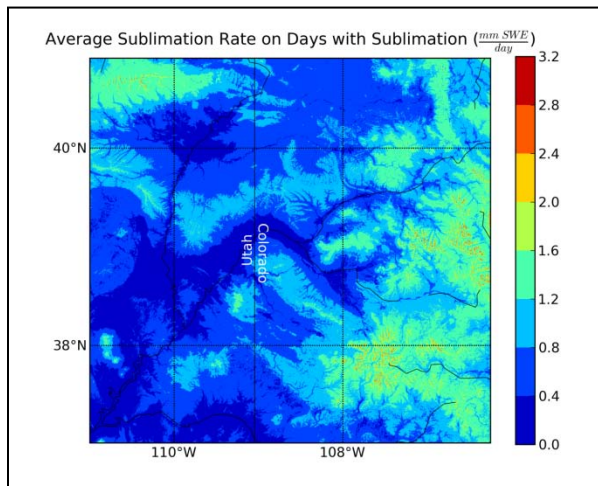 Average Sublimation Rate on Days with Sublimation (mm SWE/day)
3.2
2.8
2.4
2.0
1.6
1.2
0.8
0.4
0.0
40°N
38°N
Utah
Colorado
110°W 108°W